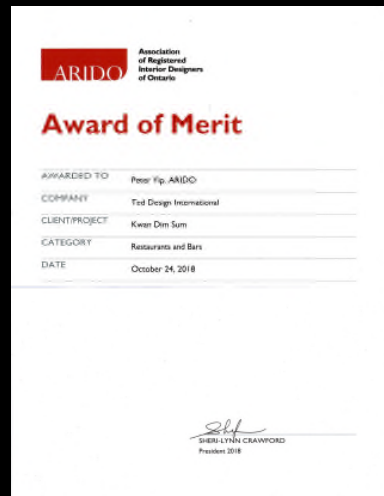 ARIDO
Association
of Registered
Interior Designers
of Ontario
Award of Merit
AWARDED TO Peter Yip, ARIDO
COMPANY Ted Design International
CLIENT/PROJECT Kwan Dim Sum
CATEGORY Restaurants and Bars
DATE October 24, 2018
SHERI-LYNN CRAWFORD
President 2018